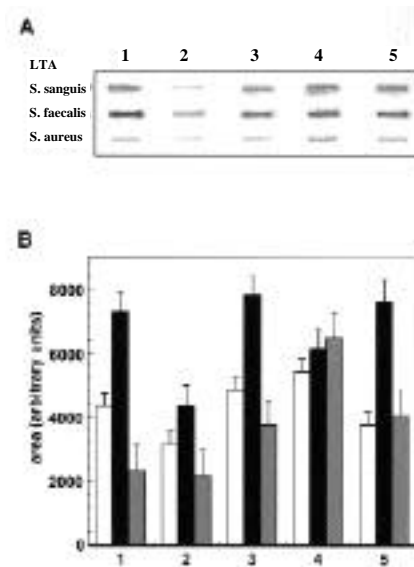 A
1 2 3 4 5
LTA
S. sanguis
S. faecalis
S. aureus
B
8000
6000
4000
2000
0
area (arbitrary units)
1 2 3 4 5